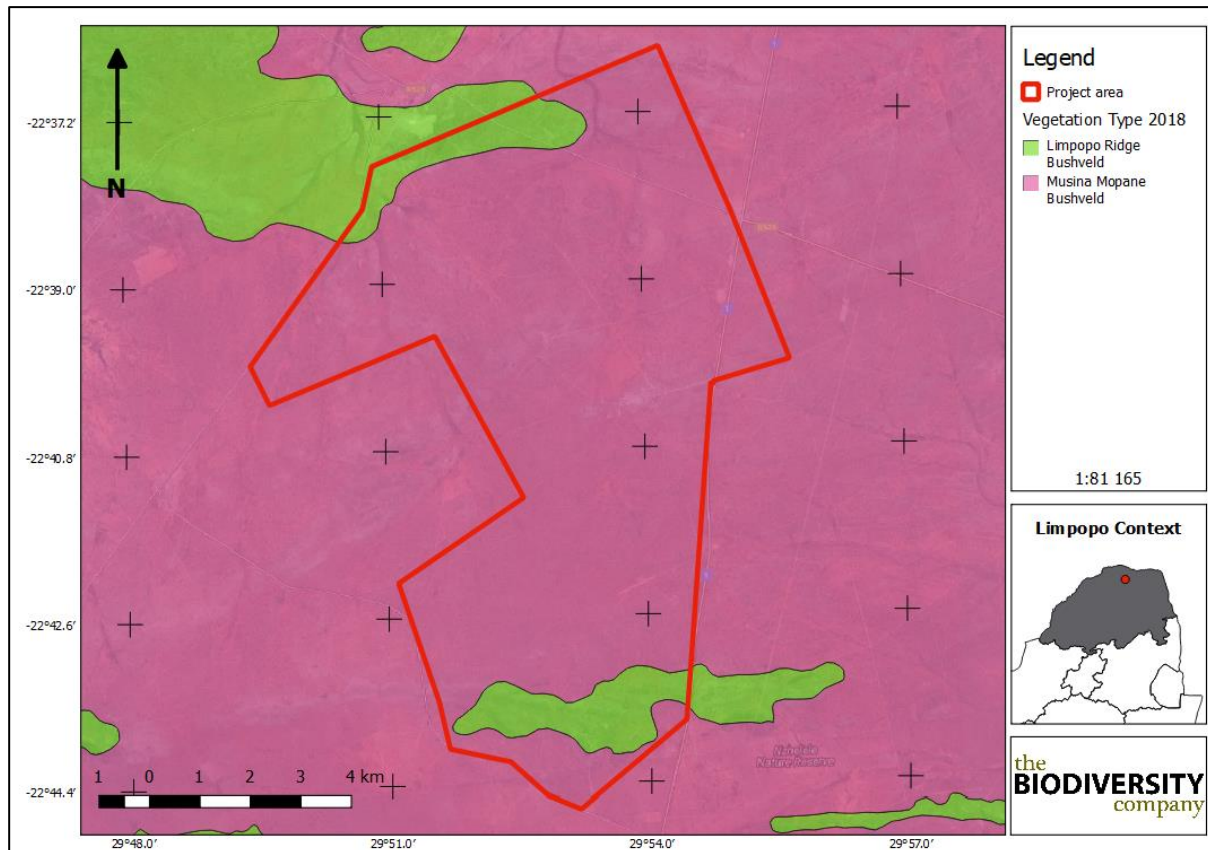 Legend
Project area
Vegetation Type 2018
Limpopo Ridge
Bushveld
Musina Mopane
Bushveld
1:81 165
Limpopo Context
the
BIODIVERSITY
company
N
-22°37.2'
-22°39.0'
-22°40.8'
-22°42.6'
-22°44.4'
Nature Reserve
1 0 1 2 3 4 km
29°48.0' 29°51.0' 29°54.0' 29°57.0'